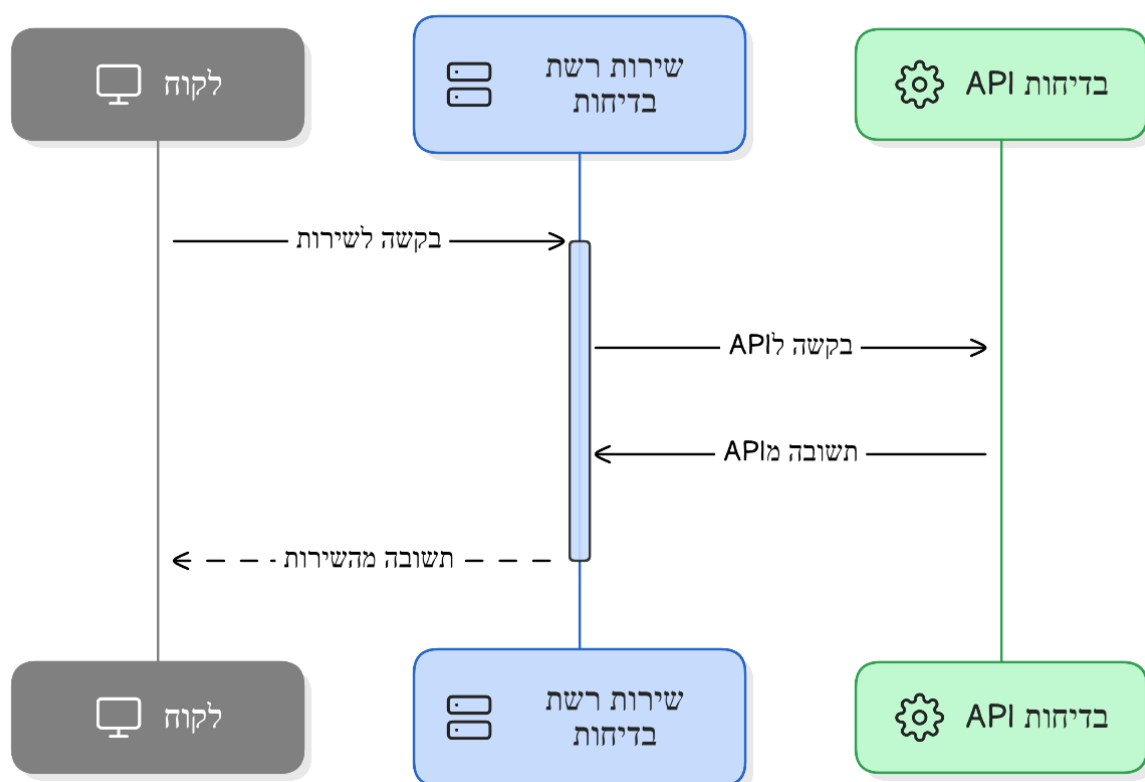 לקוח
שירות רשת
בדיחות
בדיחות API
בקשה לשירות
בקשה לAPI
תשובה מAPI
תשובה מהשירות
לקוח
שירות רשת
בדיחות
בדיחות API